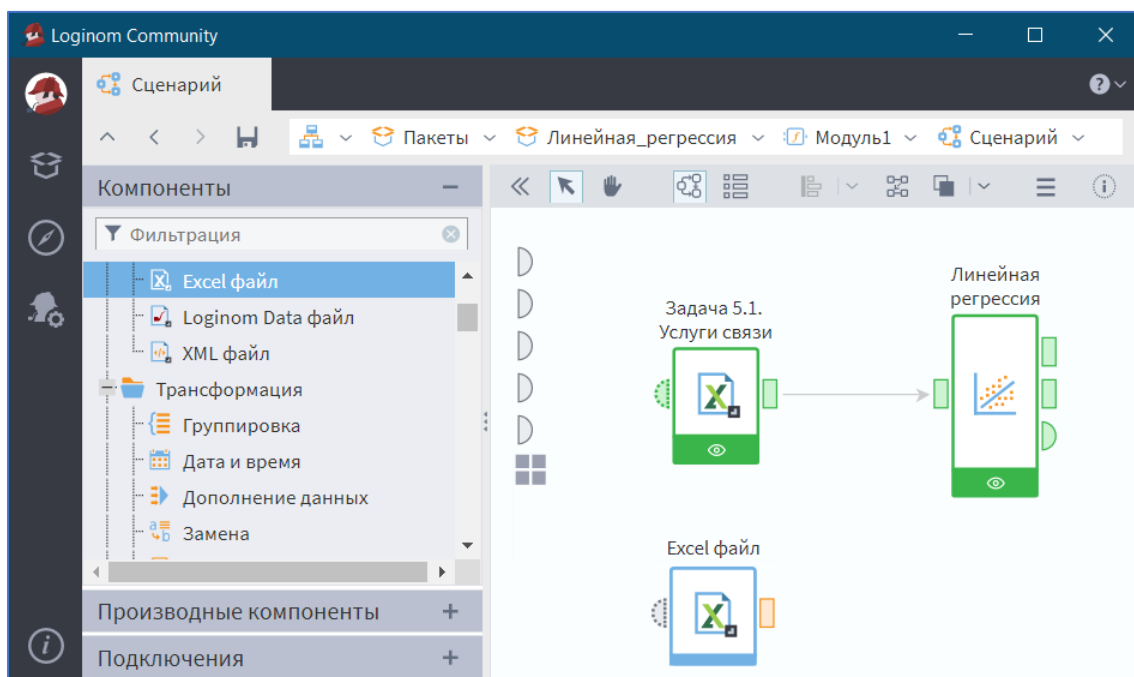 Loginom Community
Сценарий
Пакеты
Линейная_регрессия
Модуль1
Сценарий
Компоненты
Фильтрация
Excel файл
Loginom Data файл
XML файл
Трансформация
Группировка
Дата и время
Дополнение данных
Замена
Производные компоненты
Подключения
Задача 5.1.
Услуги связи
Линейная
регрессия
Excel файл